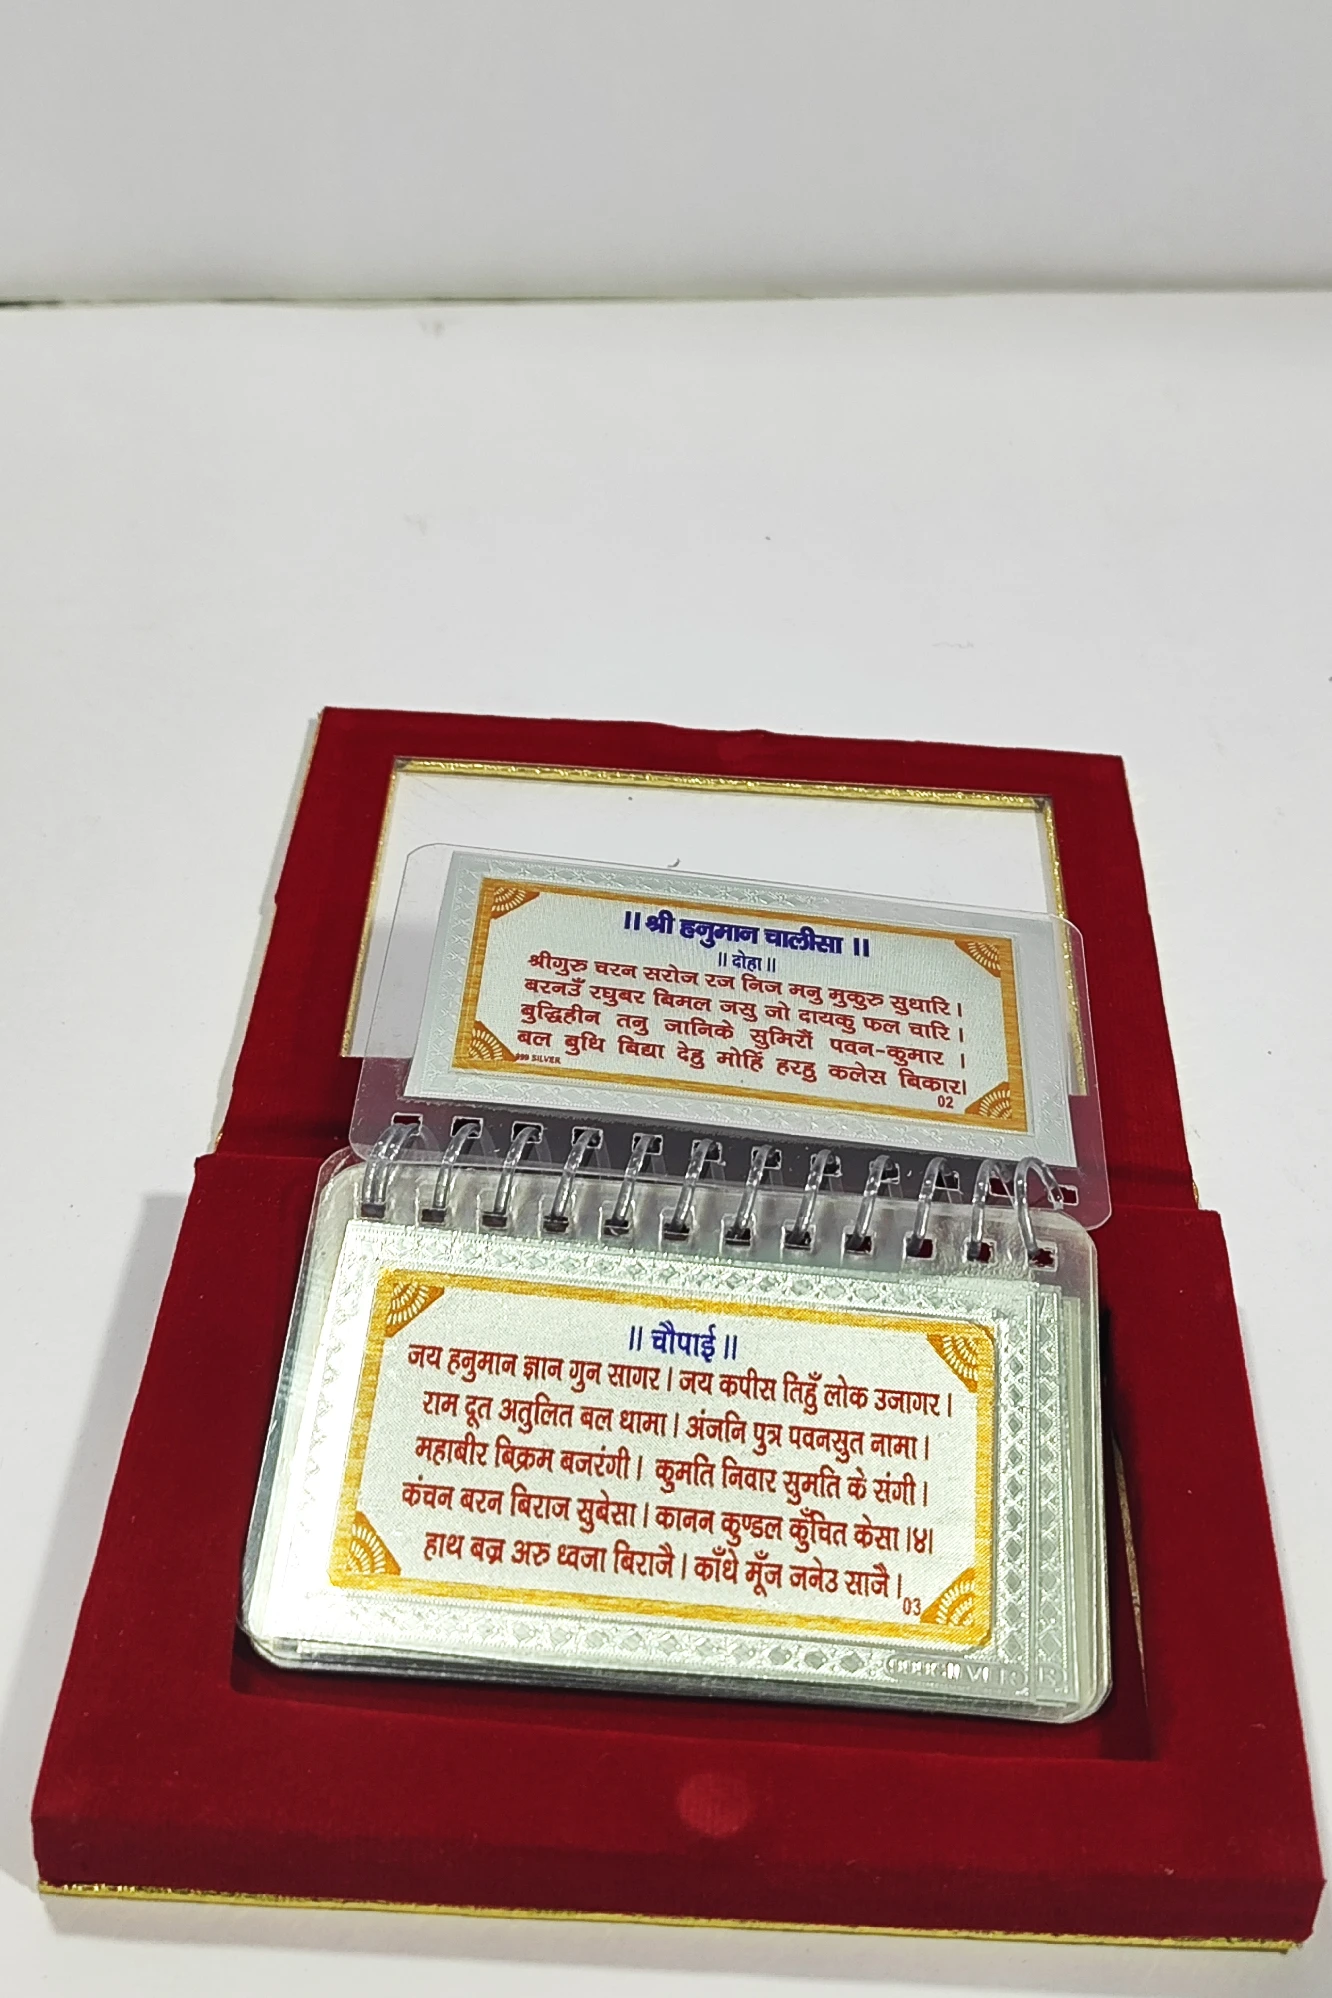 || श्री हनुमान चालीसा ||
|| दोहा ||
श्रीगुरु चरन सरोज रज निज मनु मुकुरु सुधारि ।
बरनउँ रघुबर बिमल जसु जो दायकु फल चारि ।
बुद्धिहीन तनु जानिके सुमिरौं पवन-कुमार ।
बल बुधि बिद्या देहु मोहिं हरहु कलेस बिकार।
999 SILVER
02
|| चौपाई ||
जय हनुमान ज्ञान गुन सागर । जय कपीस तिहुँ लोक उजागर ।
राम दूत अतुलित बल धामा । अंजनि पुत्र पवनसुत नामा ।
महाबीर बिक्रम बजरंगी । कुमति निवार सुमति के संगी ।
कंचन बरन बिराज सुबेसा । कानन कुण्डल कुँचित केसा ।४।
हाथ बज्र अरु ध्वजा बिराजै । काँधे मूँज जनेउ साजै ।
03